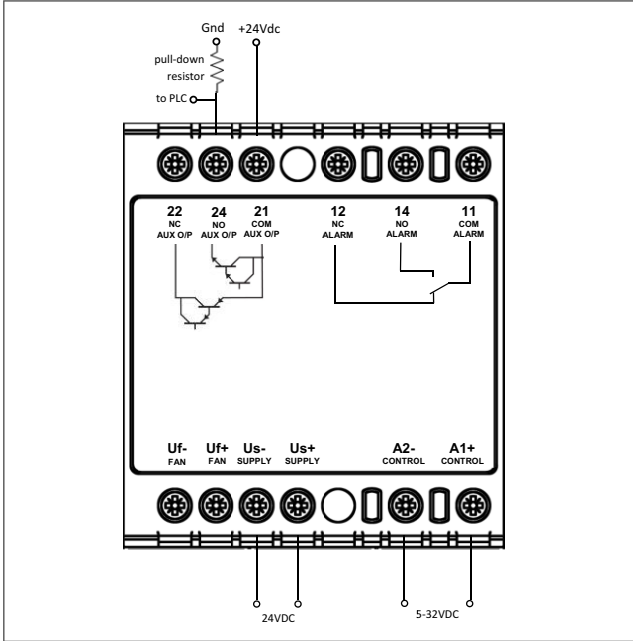 Gnd +24Vdc
pull-down
resistor
to PLC
22 24 21 12 14 11
NC NO COM NC NO COM
AUX O/P AUX O/P AUX O/P ALARM ALARM ALARM
Uf- Uf+ Us- Us+ A2- A1+
FAN FAN SUPPLY SUPPLY CONTROL CONTROL
24VDC 5-32VDC